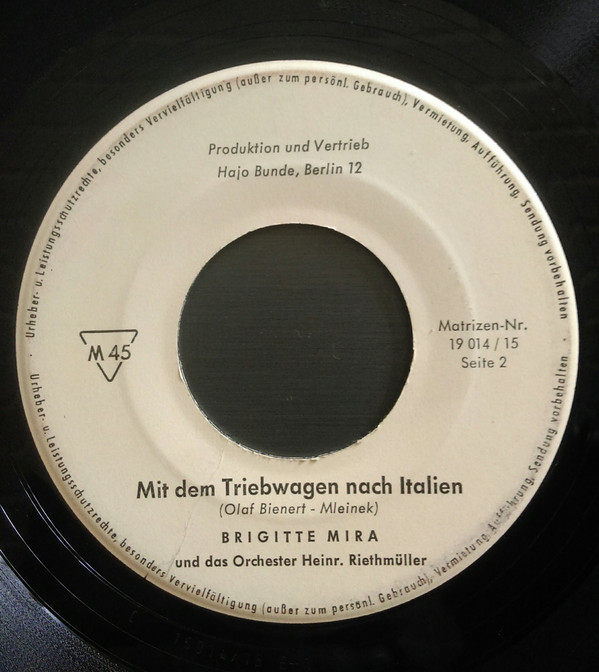 Urheber- u. Leistungsschutzrechte, besonders Vervielfältigung (außer zum persönl. Gebrauch), Vermietung, Aufführung, Sendung vorbehalten
Produktion und Vertrieb
Hajo Bunde, Berlin 12
M 45
Matrizen-Nr.
19 014 / 15
Seite 2
Mit dem Triebwagen nach Italien
(Olaf Bienert - Mleinek)
BRIGITTE MIRA
und das Orchester Heinr. Riethmüller
Urheber- u. Leistungsschutzrechte, besonders Vervielfältigung (außer zum persönl. Gebrauch), Vermietung, Aufführung, Sendung vorbehalten